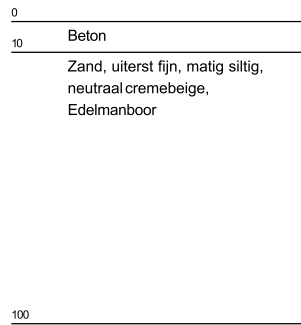 0
Beton
10
Zand, uiterst fijn, matig siltig,
neutraal cremebeige,
Edelmanboor
100